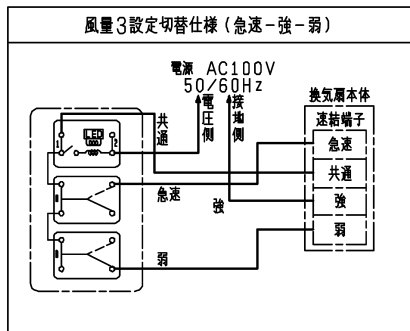 風量3設定切替仕様（急速－強－弱）
電源 AC100V
50/60Hz
電圧側
接地側
換気扇本体
速結端子
急速
共通
強
弱
共通
LED
1
2
急速
強
弱